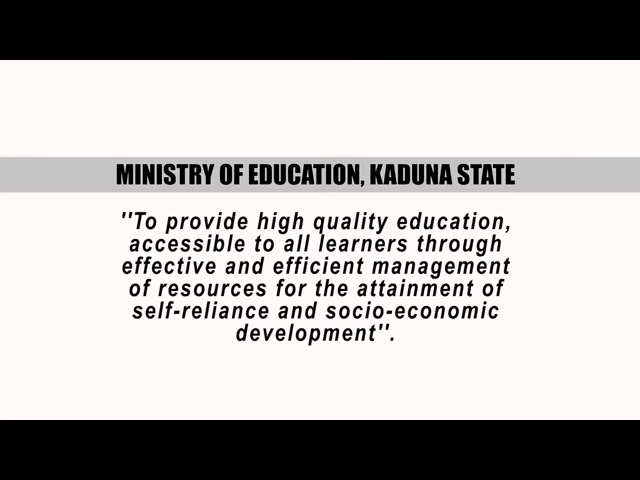 MINISTRY OF EDUCATION, KADUNA STATE
''To provide high quality education,
accessible to all learners through
effective and efficient management
of resources for the attainment of
self-reliance and socio-economic
development''.